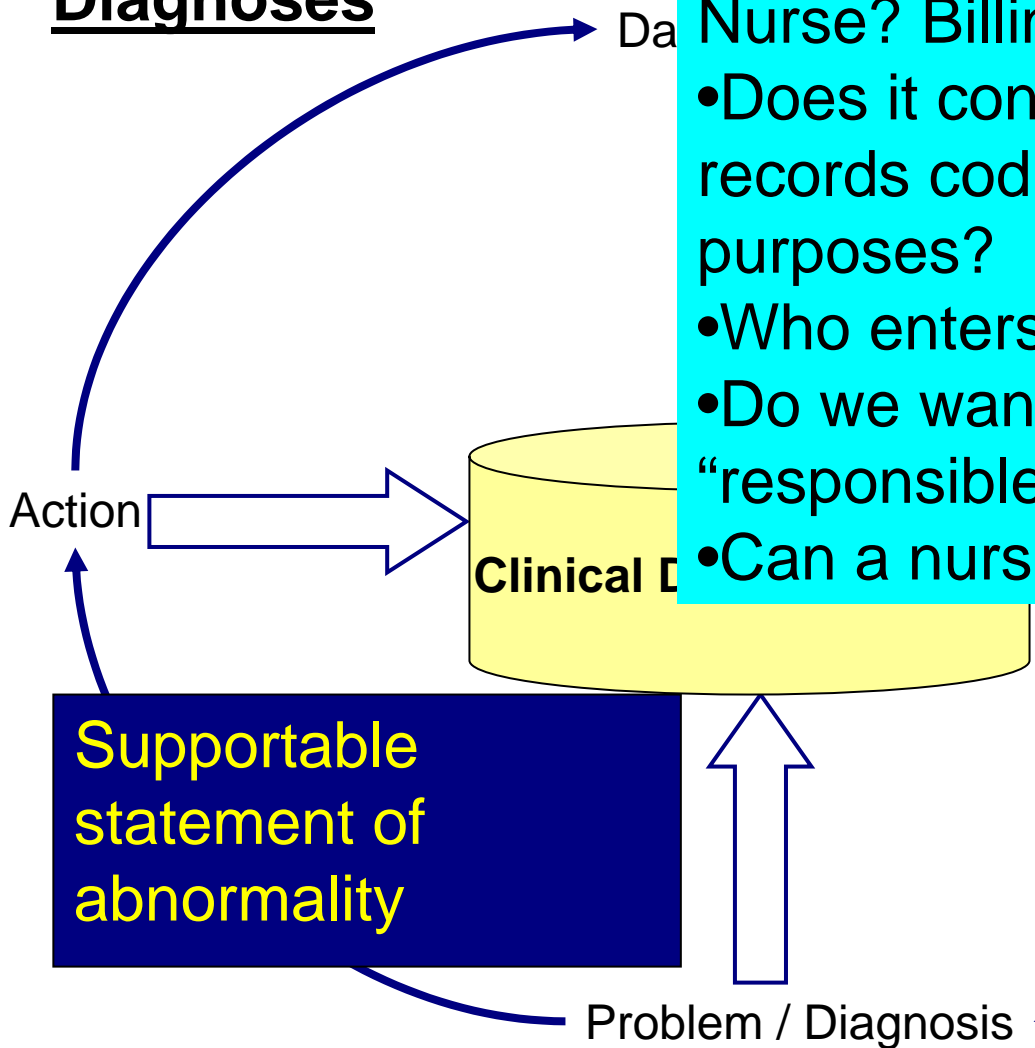 Diagnoses
Da
Nurse? Billin
•Does it con
records cod
purposes?
•Who enters
•Do we wan
“responsible
•Can a nurs
Action
Clinical D
Supportable
statement of
abnormality
Problem / Diagnosis